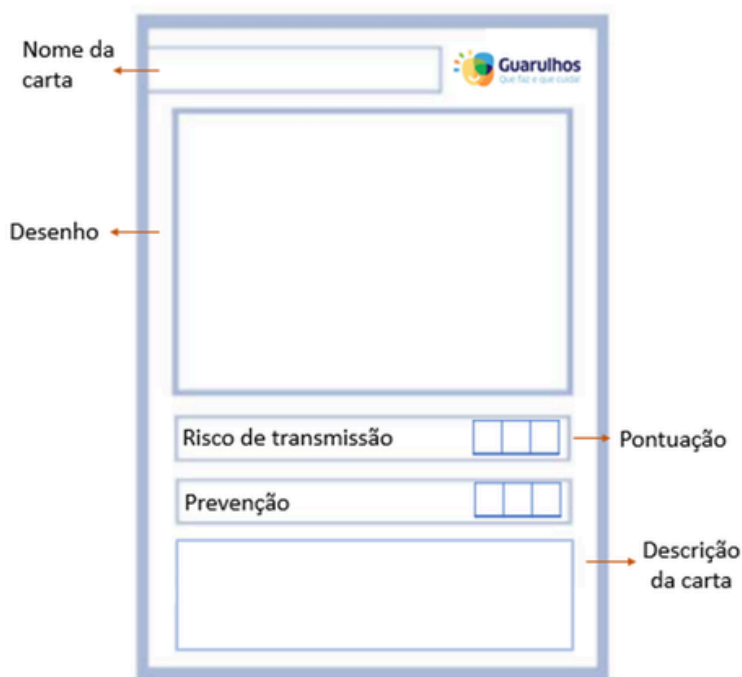 Nome da
carta
Guarulhos
Que faz e que cuida!
Desenho
Risco de transmissão
Pontuação
Prevenção
Descrição
da carta